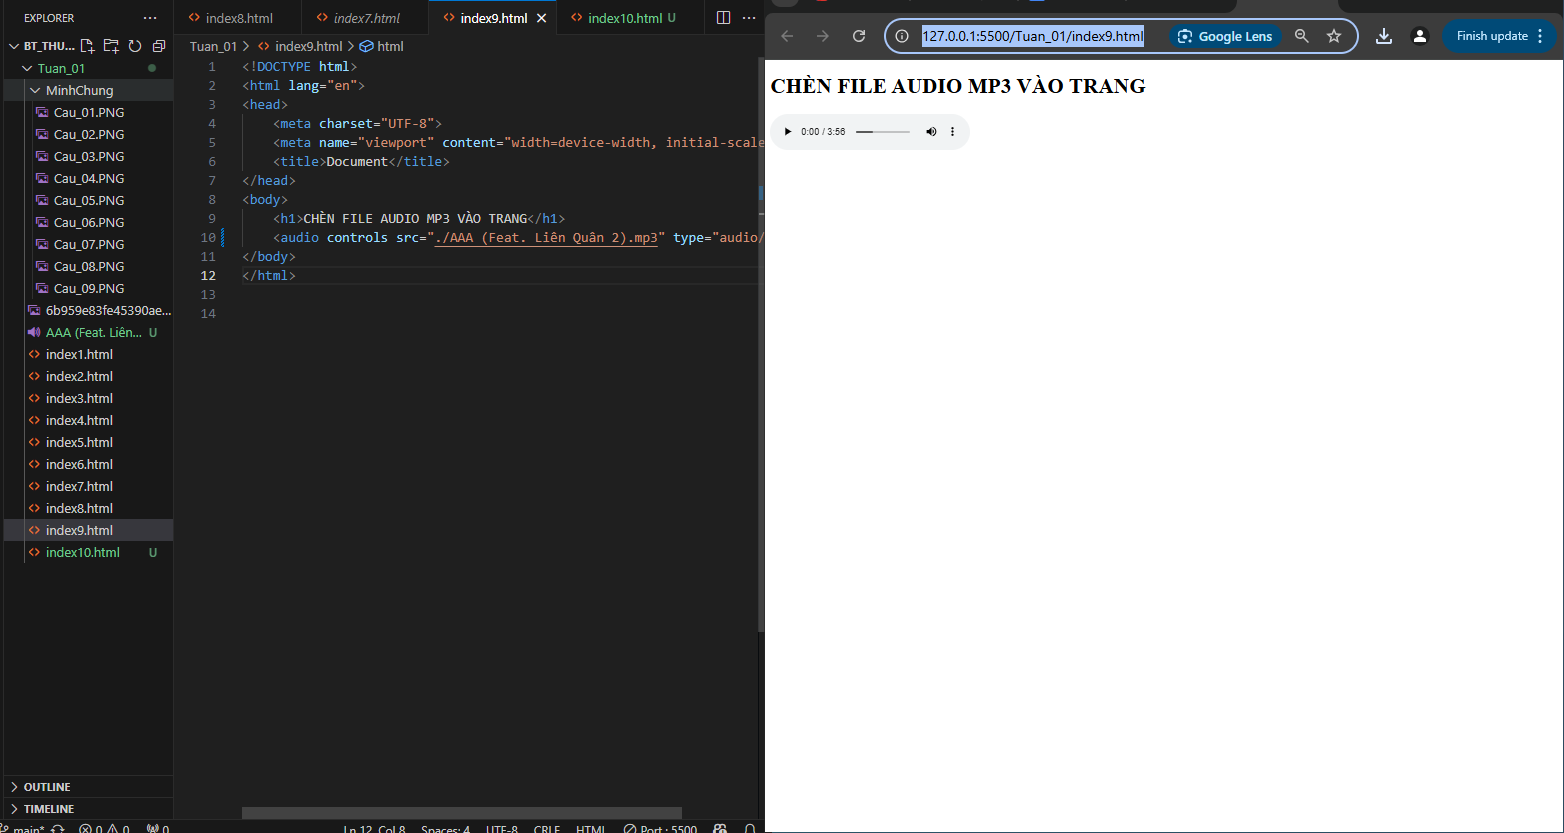 EXPLORER
BT_THU...
Tuan_01
MinhChung
Cau_01.PNG
Cau_02.PNG
Cau_03.PNG
Cau_04.PNG
Cau_05.PNG
Cau_06.PNG
Cau_07.PNG
Cau_08.PNG
Cau_09.PNG
6b959e83fe45390ae...
AAA (Feat. Liên... U
index1.html
index2.html
index3.html
index4.html
index5.html
index6.html
index7.html
index8.html
index9.html
index10.html U
OUTLINE
TIMELINE
index8.html index7.html index9.html index10.html U
Tuan_01 > index9.html > html
1 <!DOCTYPE html>
2 <html lang="en">
3 <head>
4 <meta charset="UTF-8">
5 <meta name="viewport" content="width=device-width, initial-scale
6 <title>Document</title>
7 </head>
8 <body>
9 <h1>CHÈN FILE AUDIO MP3 VÀO TRANG</h1>
10 <audio controls src="./AAA (Feat. Liên Quân 2).mp3" type="audio/
11 </body>
12 </html>
13
14
main* 0 0 0 Ln 12, Col 8 Spaces: 4 UTF-8 CRLF HTML Port : 5500
127.0.0.1:5500/Tuan_01/index9.html Google Lens Finish update
CHÈN FILE AUDIO MP3 VÀO TRANG
0:00 / 3:56